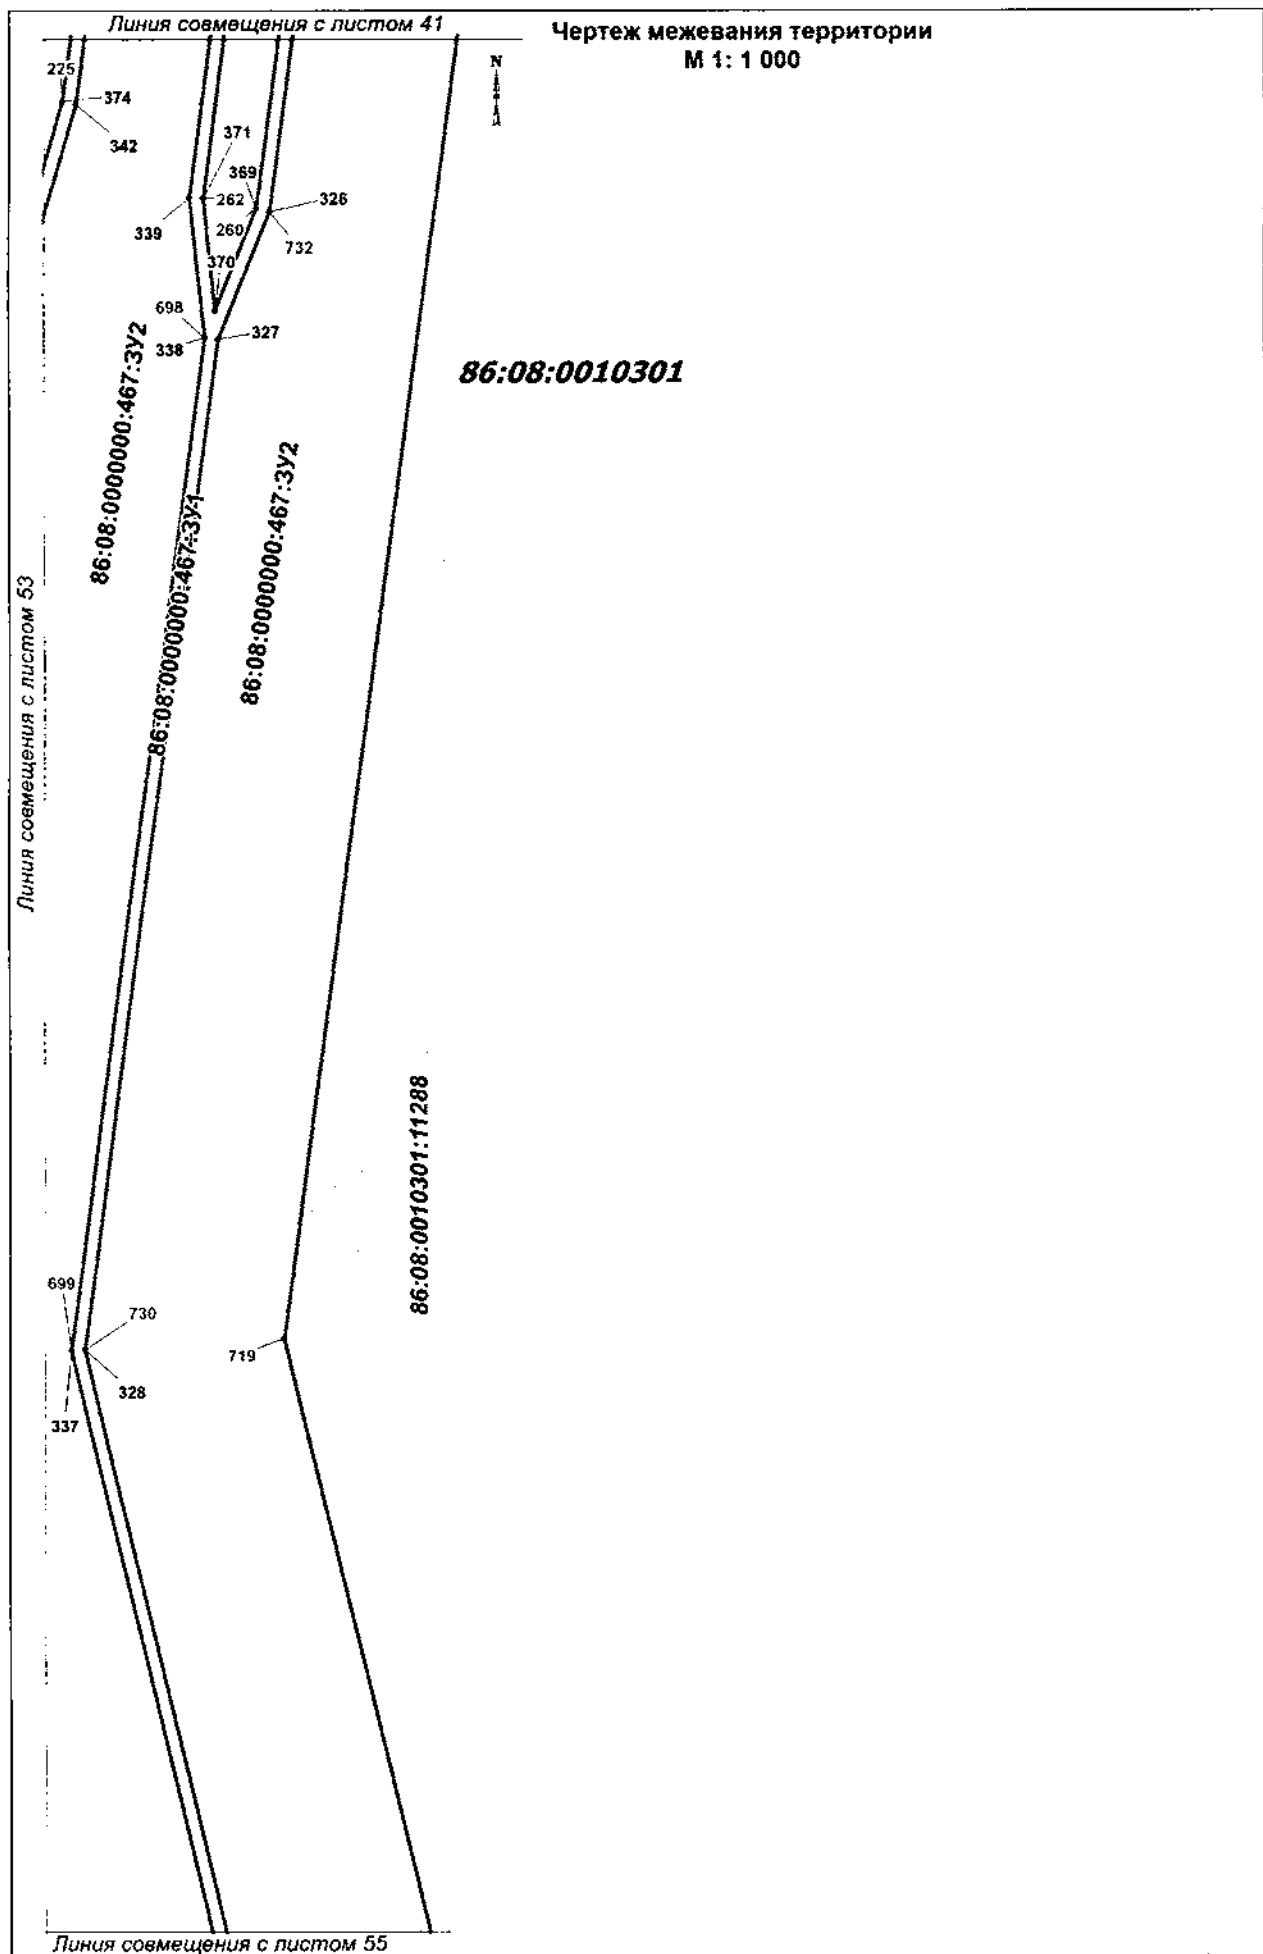 Линия совмещения с листом 41
Чертеж межевания территории
М 1: 1 000
N
225
374
342
371
369
262
326
339
260
732
370
698
327
338
86:08:0010301
86:08:0000000:467:ЗУ2
86:08:0000000:467:ЗУ1
86:08:0000000:467:ЗУ2
Линия совмещения с листом 53
86:08:0010301:11288
699
730
719
328
337
Линия совмещения с листом 55